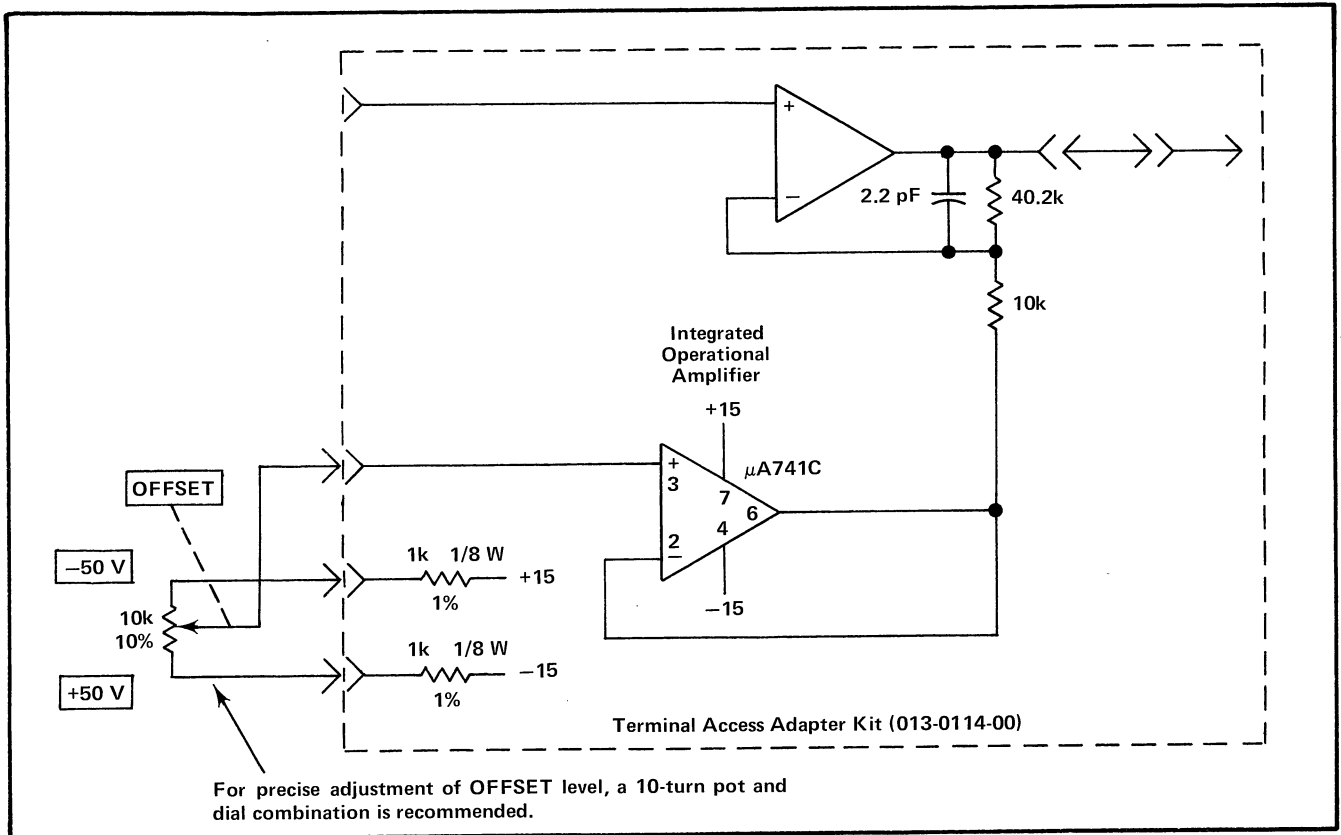 +
−
2.2 pF
40.2k
10k
Integrated
Operational
Amplifier
+15
μA741C
+
3
7
6
2
4
−
−15
OFFSET
−50 V
1k 1/8 W
+15
1%
10k
10%
1k 1/8 W
−15
1%
+50 V
Terminal Access Adapter Kit (013-0114-00)
For precise adjustment of OFFSET level, a 10-turn pot and
dial combination is recommended.